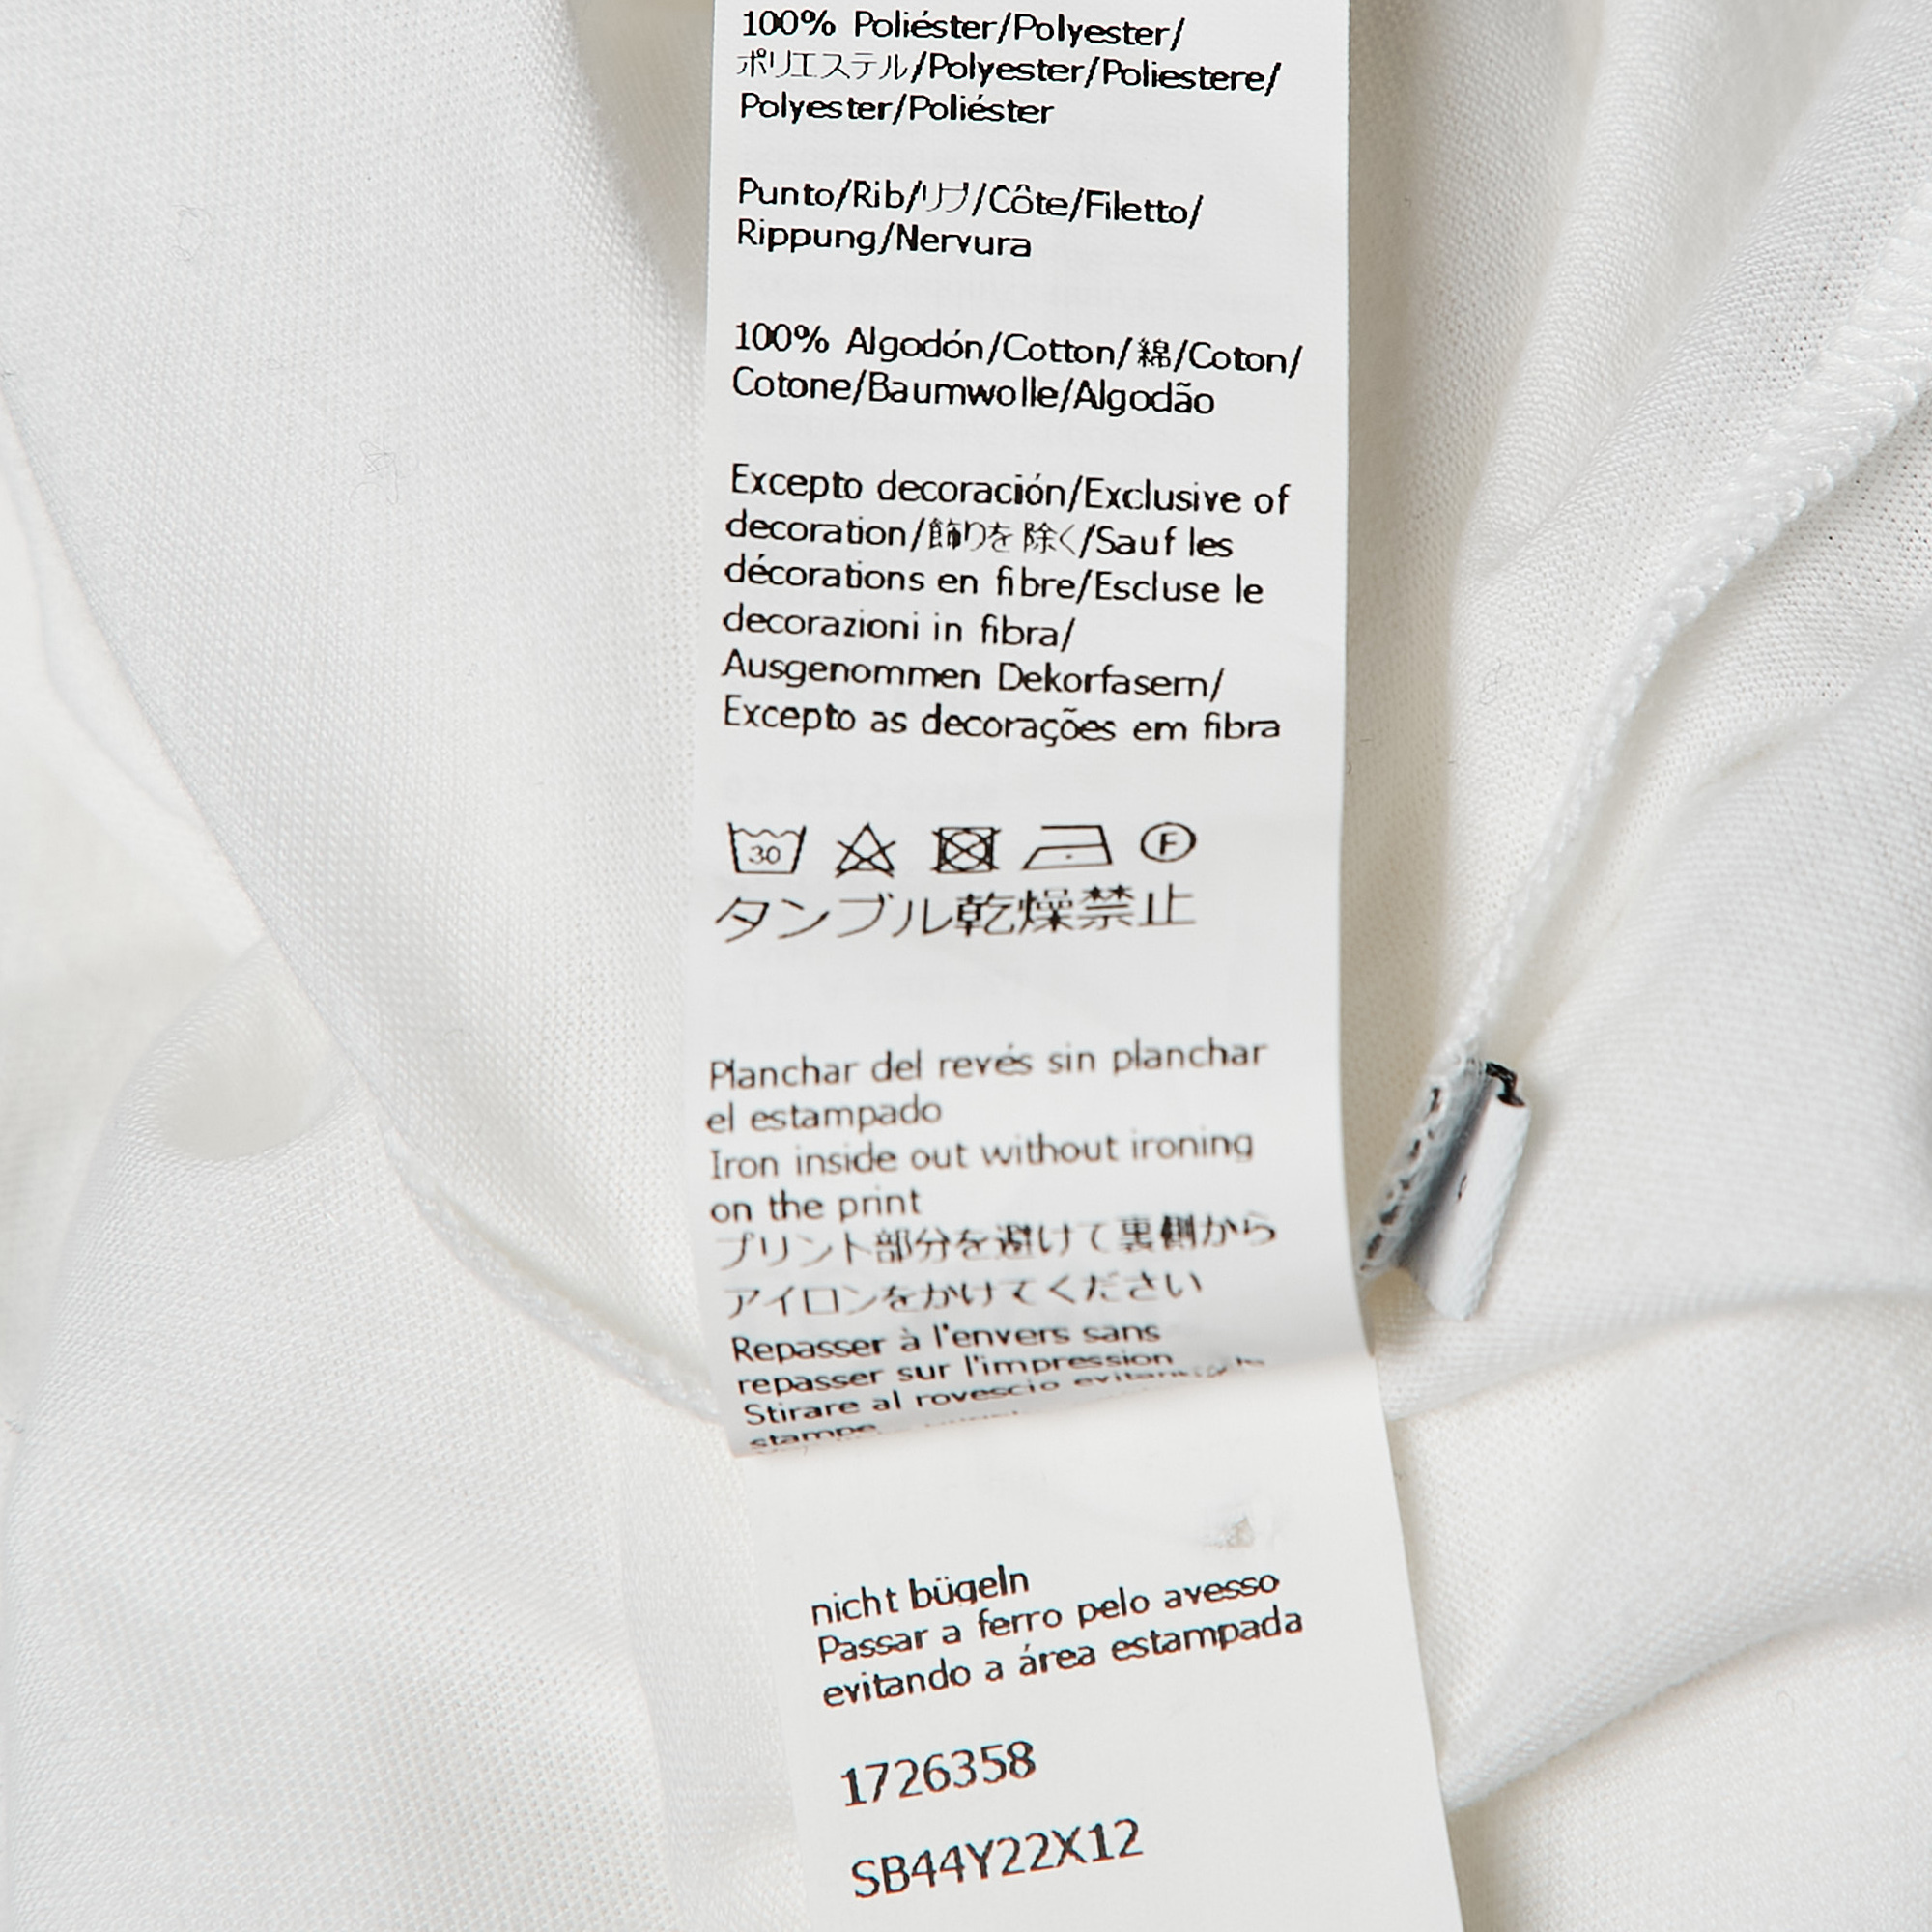 100% Poliéster/Polyester/
ポリエステル/Polyester/Poliestere/
Polyester/Poliéster
Punto/Rib/リブ/Côte/Filetto/
Rippung/Nervura
100% Algodón/Cotton/綿/Coton/
Cotone/Baumwolle/Algodão
Excepto decoración/Exclusive of
decoration/飾りを除く/Sauf les
décorations en fibre/Escluse le
decorazioni in fibra/
Ausgenommen Dekorfasern/
Excepto as decorações em fibra
30 F
タンブル乾燥禁止
Planchar del revés sin planchar
el estampado
Iron inside out without ironing
on the print
プリント部分を避けて裏側から
アイロンをかけてください
Repasser à l'envers sans
repasser sur l'impression
Stirare al rovescio
stampe
nicht bügeln
Passar a ferro pelo avesso
evitando a área estampada
1726358
SB44Y22X12